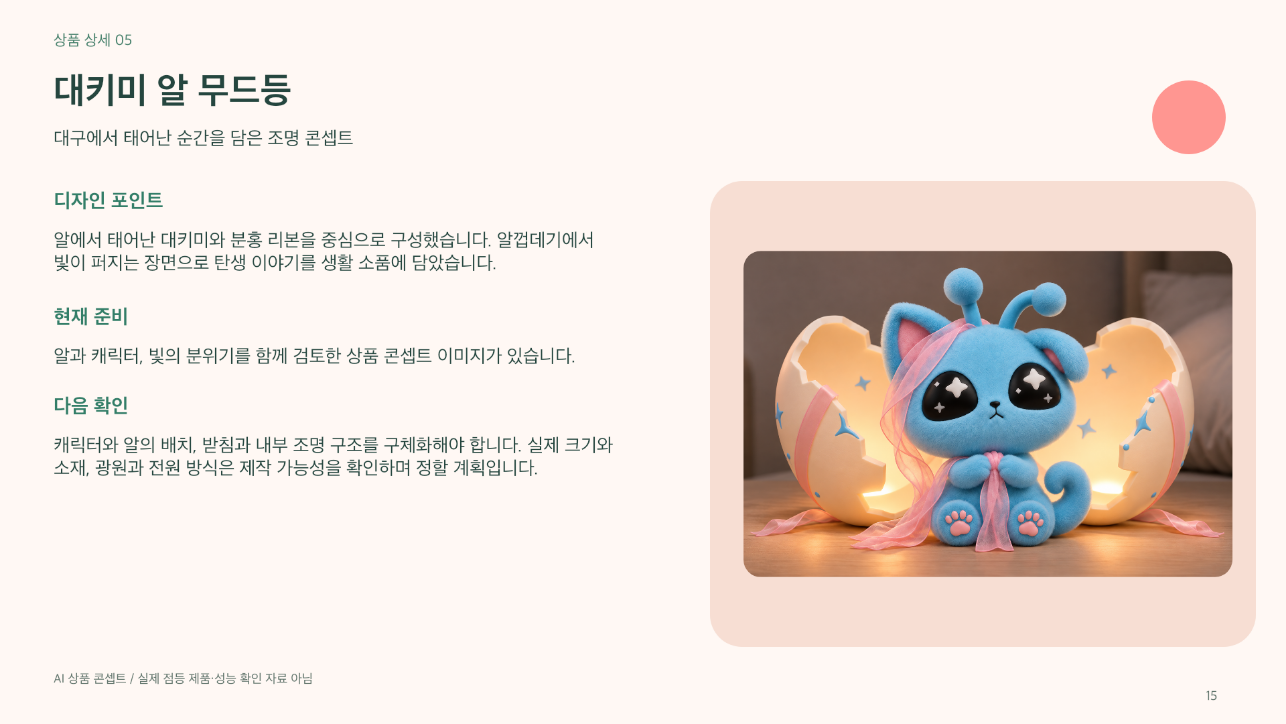 상품 상세 05
대키미 알 무드등
대구에서 태어난 순간을 담은 조명 콘셉트
디자인 포인트
알에서 태어난 대키미와 분홍 리본을 중심으로 구성했습니다. 알껍데기에서
빛이 퍼지는 장면으로 탄생 이야기를 생활 소품에 담았습니다.
현재 준비
알과 캐릭터, 빛의 분위기를 함께 검토한 상품 콘셉트 이미지가 있습니다.
다음 확인
캐릭터와 알의 배치, 받침과 내부 조명 구조를 구체화해야 합니다. 실제 크기와
소재, 광원과 전원 방식은 제작 가능성을 확인하며 정할 계획입니다.
AI 상품 콘셉트 / 실제 점등 제품·성능 확인 자료 아님
15